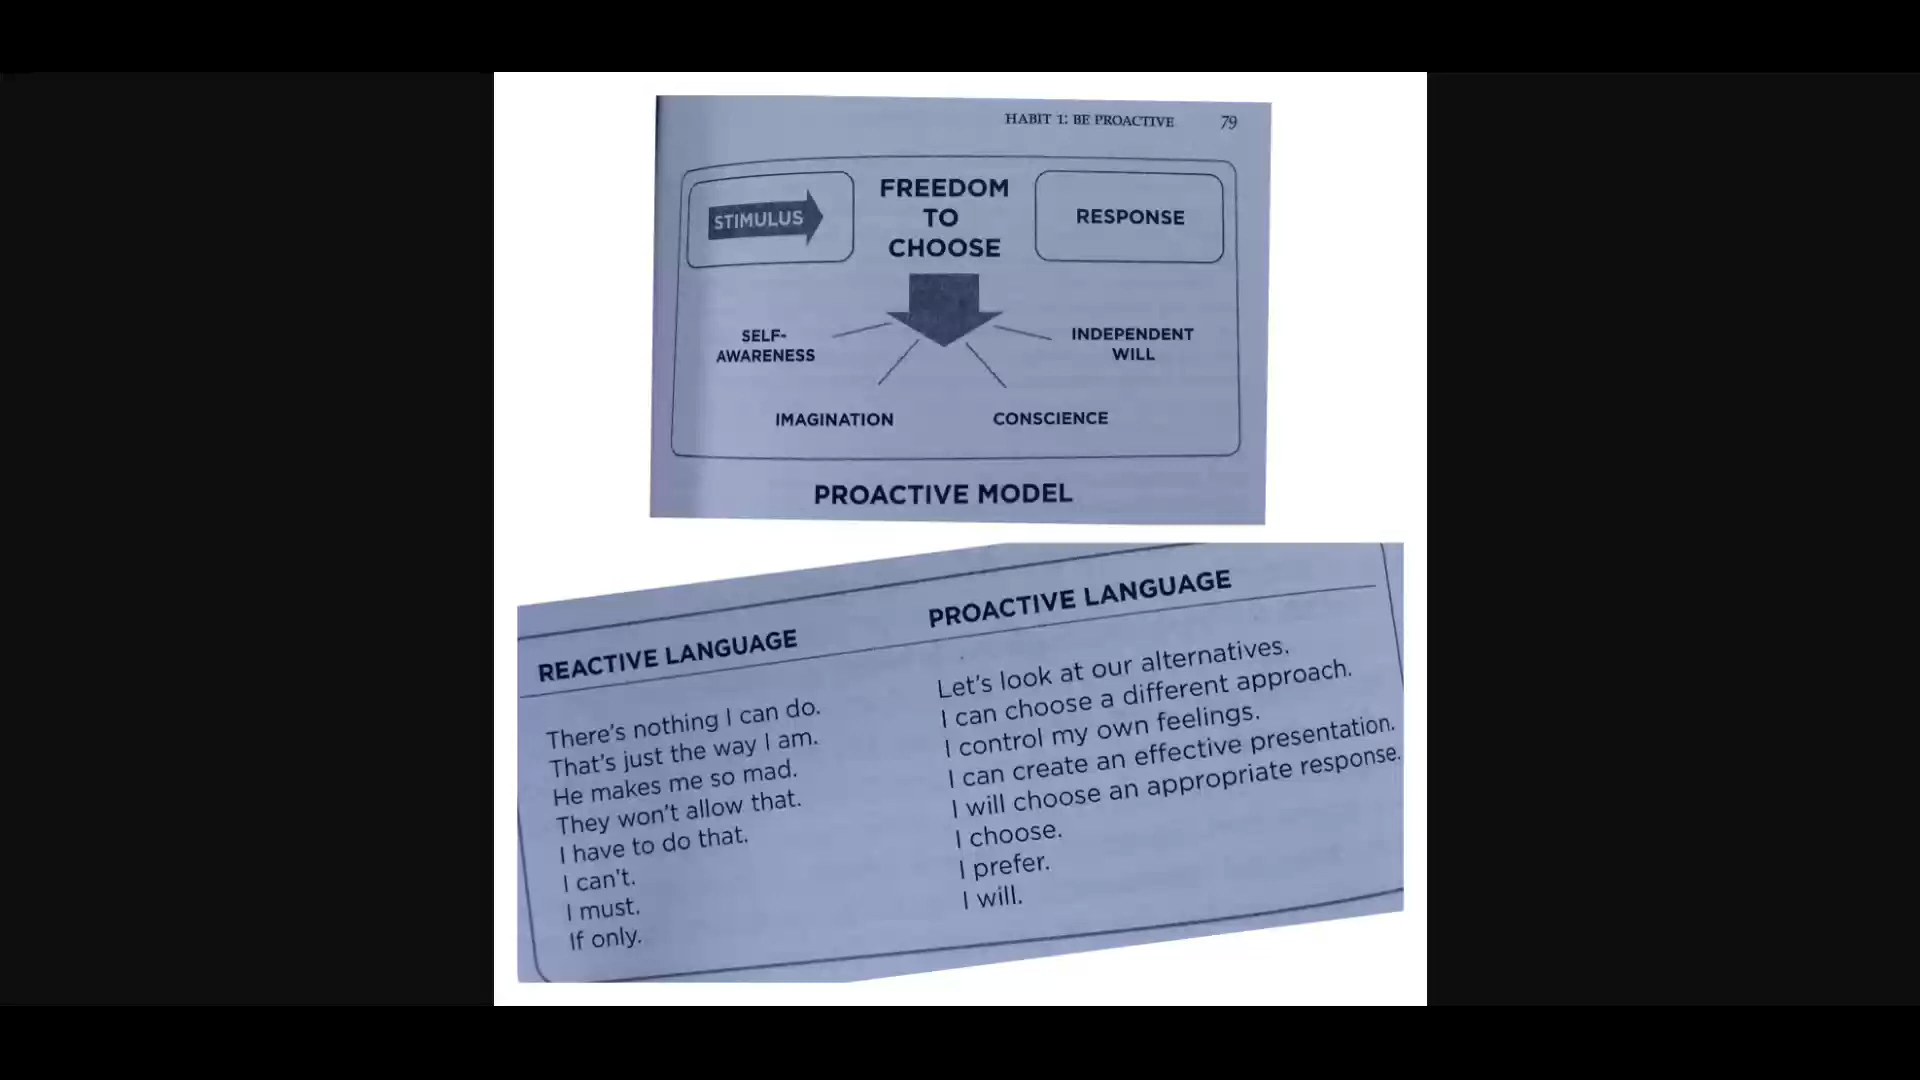 HABIT 1: BE PROACTIVE 79
STIMULUS
FREEDOM
TO
CHOOSE
RESPONSE
SELF-
AWARENESS
INDEPENDENT
WILL
IMAGINATION
CONSCIENCE
PROACTIVE MODEL
REACTIVE LANGUAGE
There's nothing I can do.
That's just the way I am.
He makes me so mad.
They won't allow that.
I have to do that.
I can't.
I must.
If only.
PROACTIVE LANGUAGE
Let's look at our alternatives.
I can choose a different approach.
I control my own feelings.
I can create an effective presentation.
I will choose an appropriate response.
I choose.
I prefer.
I will.